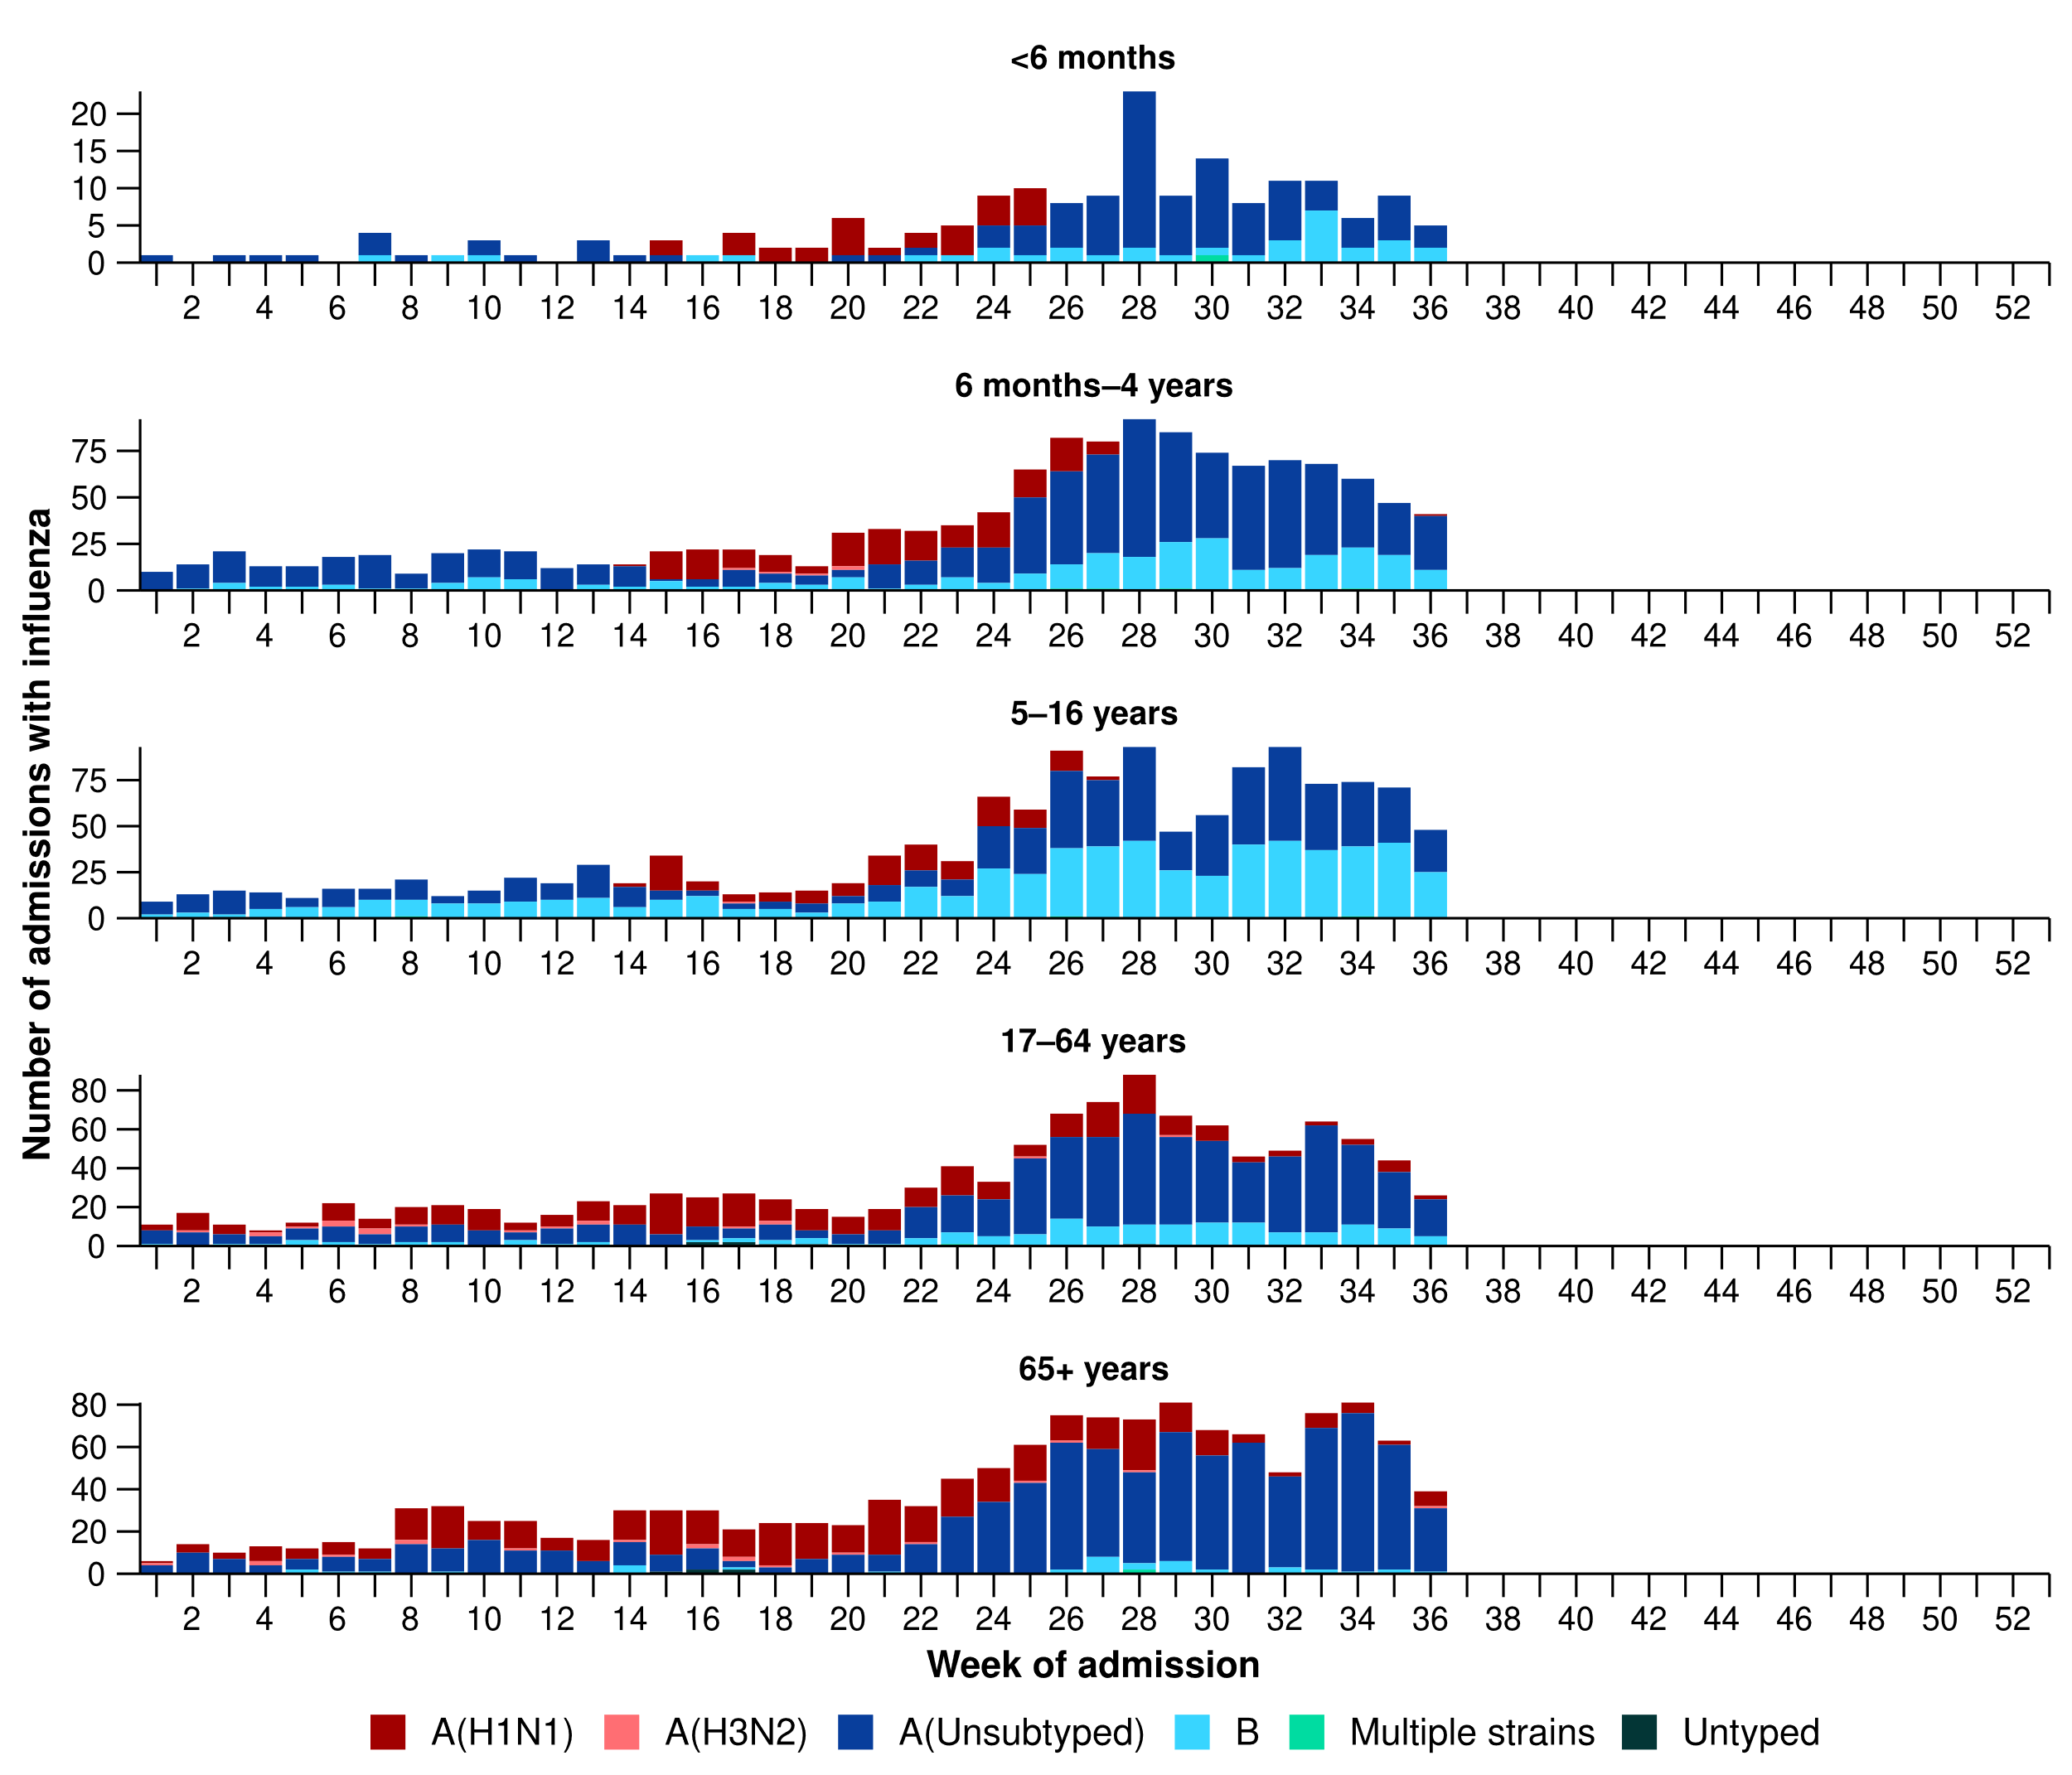 <6 months
20
15
10
5
0
2 4 6 8 10 12 14 16 18 20 22 24 26 28 30 32 34 36 38 40 42 44 46 48 50 52
6 months–4 years
75
50
25
0
2 4 6 8 10 12 14 16 18 20 22 24 26 28 30 32 34 36 38 40 42 44 46 48 50 52
5–16 years
75
50
25
0
2 4 6 8 10 12 14 16 18 20 22 24 26 28 30 32 34 36 38 40 42 44 46 48 50 52
17–64 years
80
60
40
20
0
2 4 6 8 10 12 14 16 18 20 22 24 26 28 30 32 34 36 38 40 42 44 46 48 50 52
65+ years
80
60
40
20
0
2 4 6 8 10 12 14 16 18 20 22 24 26 28 30 32 34 36 38 40 42 44 46 48 50 52
Number of admissions with influenza
Week of admission
A(H1N1) A(H3N2) A(Unsubtyped) B Multiple strains Untyped